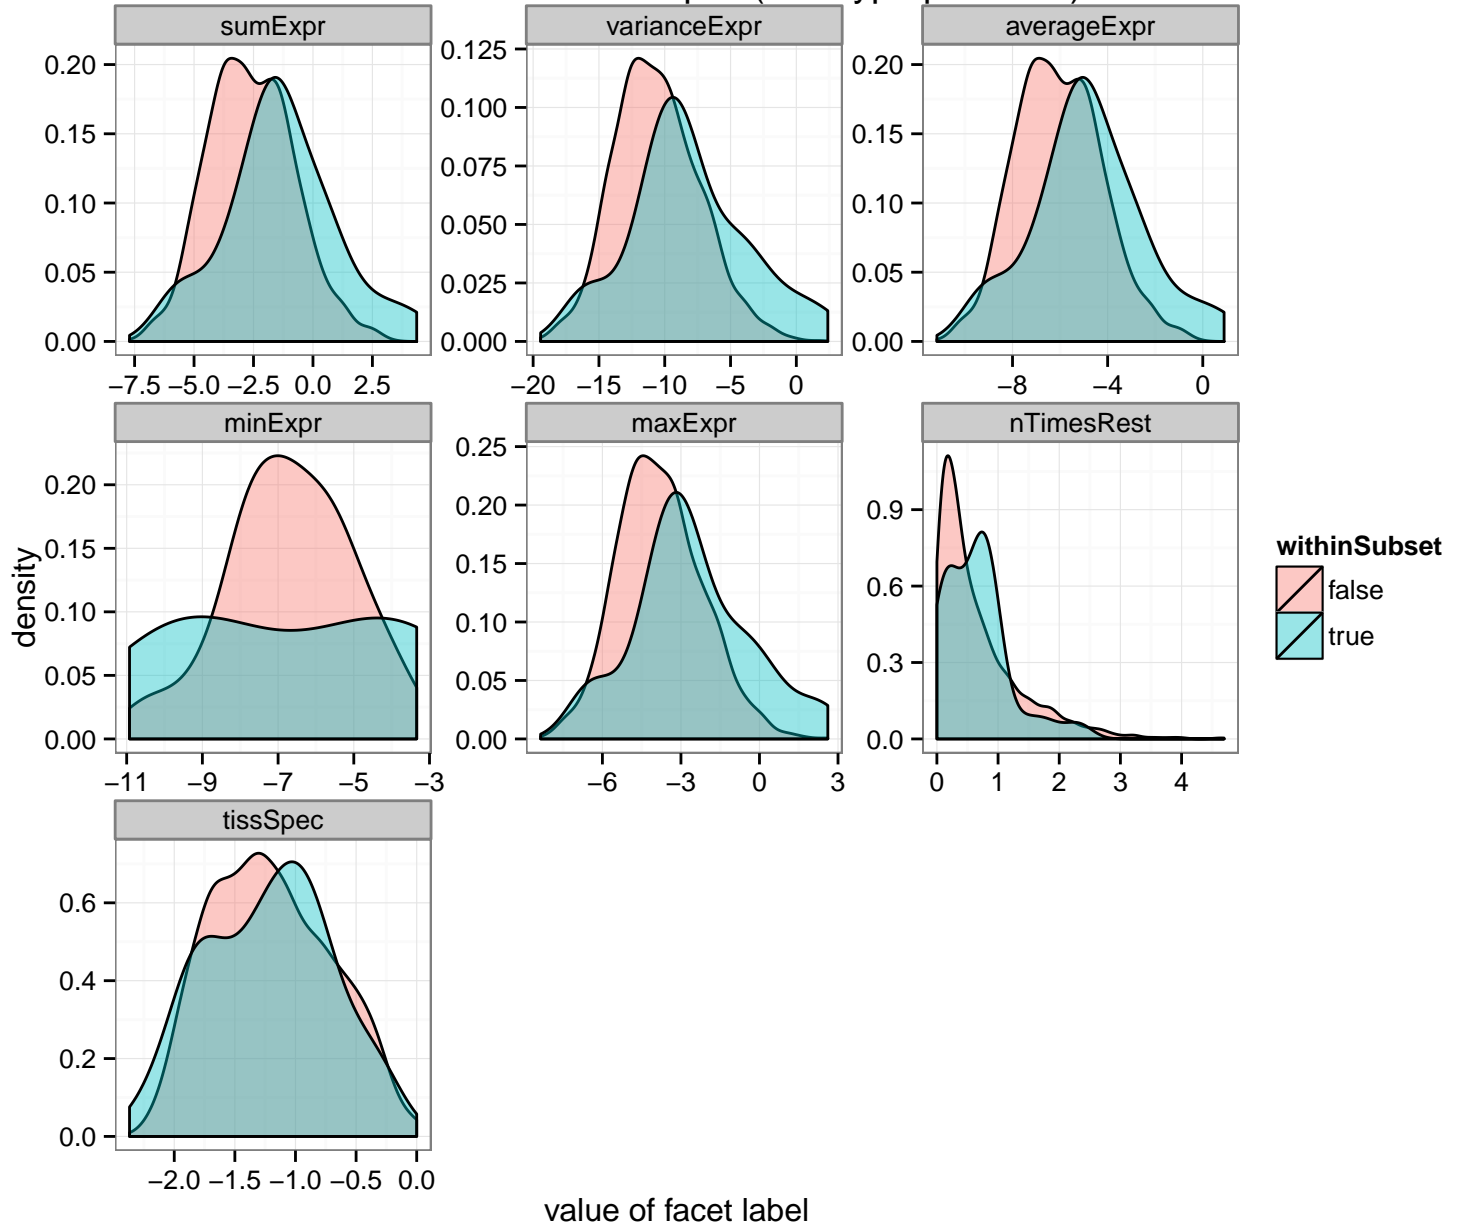 sumExpr varianceExpr averageExpr
0.20 0.125 0.20
0.15 0.100 0.15
0.10 0.075 0.10
0.05 0.050 0.05
0.00 0.025 0.00
0.000
−7.5 −5.0 −2.5 0.0 2.5 −20 −15 −10 −5 0 −8 −4 0
minExpr maxExpr nTimesRest
0.20 0.25 0.9
0.15 0.20 0.6
0.10 0.15 0.3
0.05 0.10 0.0
0.00 0.05
0.00
−11 −9 −7 −5 −3 −6 −3 0 3 0 1 2 3 4
density
withinSubset
false
true
tissSpec
0.6
0.4
0.2
0.0
−2.0 −1.5 −1.0 −0.5 0.0
value of facet label